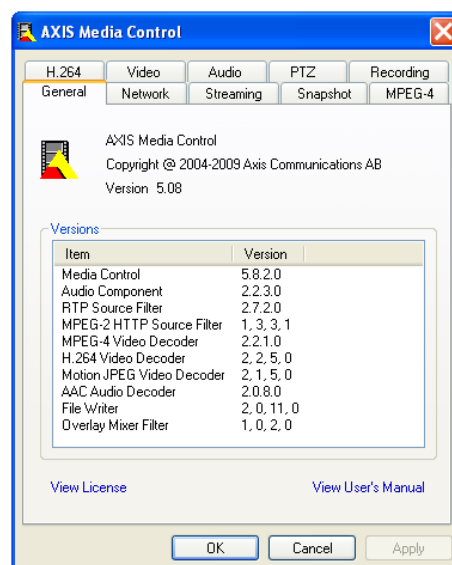 AXIS Media Control
H.264 Video Audio PTZ Recording
General Network Streaming Snapshot MPEG-4
AXIS Media Control
Copyright @ 2004-2009 Axis Communications AB
Version 5.08
Versions
Item Version
Media Control 5.8.2.0
Audio Component 2.2.3.0
RTP Source Filter 2.7.2.0
MPEG-2 HTTP Source Filter 1, 3, 3, 1
MPEG-4 Video Decoder 2.2.1.0
H.264 Video Decoder 2, 2, 5, 0
Motion JPEG Video Decoder 2, 1, 5, 0
AAC Audio Decoder 2.0.8.0
File Writer 2, 0, 11, 0
Overlay Mixer Filter 1, 0, 2, 0
View License View User's Manual
OK Cancel Apply